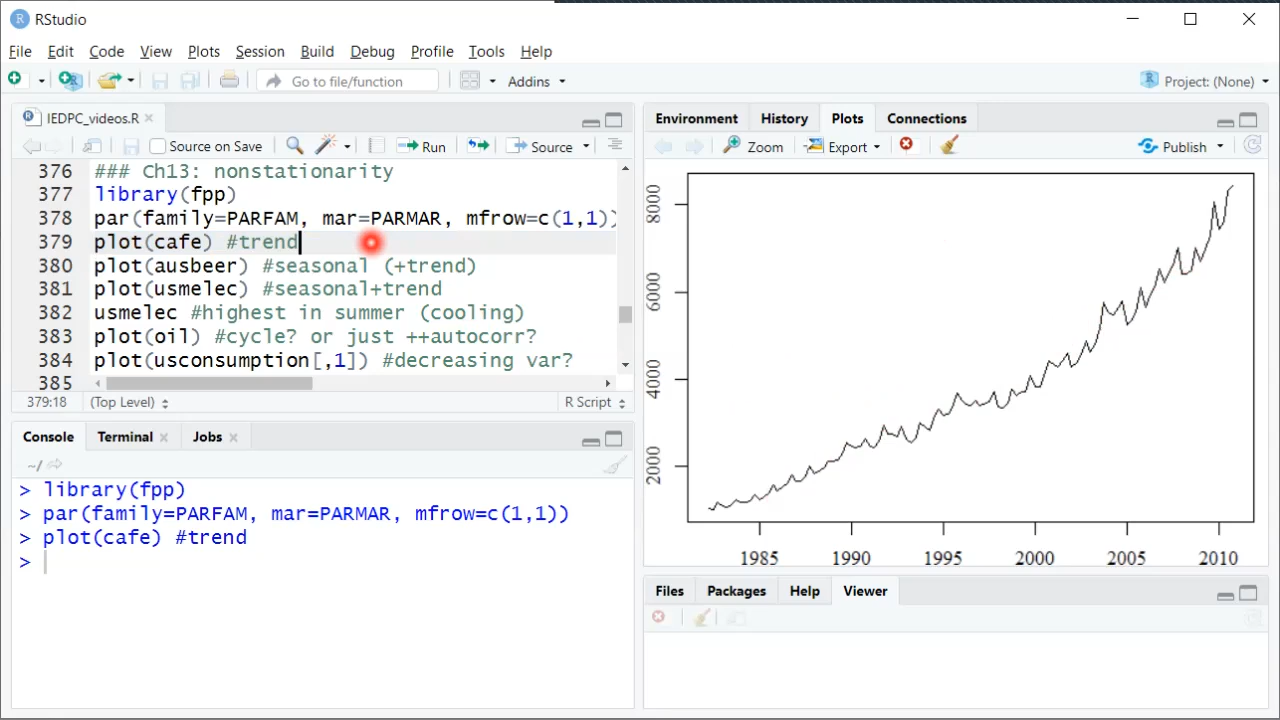 RStudio
File Edit Code View Plots Session Build Debug Profile Tools Help
Go to file/function Addins Project: (None)
IEDPC_videos.R
Source on Save Run Source
376 ### Ch13: nonstationarity
377 library(fpp)
378 par(family=PARFAM, mar=PARMAR, mfrow=c(1,1))
379 plot(cafe) #trend
380 plot(ausbeer) #seasonal (+trend)
381 plot(usmelec) #seasonal+trend
382 usmelec #highest in summer (cooling)
383 plot(oil) #cycle? or just ++autocorr?
384 plot(usconsumption[,1]) #decreasing var?
385
379:18 (Top Level) R Script
Console Terminal Jobs
~/
> library(fpp)
> par(family=PARFAM, mar=PARMAR, mfrow=c(1,1))
> plot(cafe) #trend
>
Environment History Plots Connections
Zoom Export Publish
8000
6000
4000
2000
1985 1990 1995 2000 2005 2010
Files Packages Help Viewer